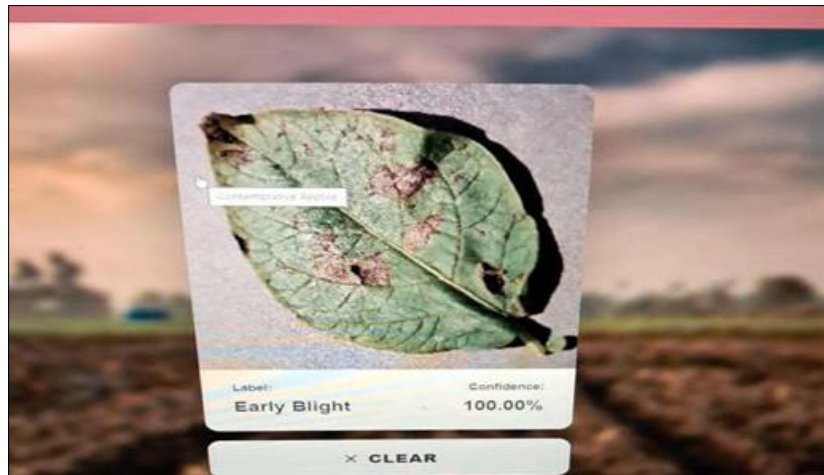 Contemplative Reptile
Label: Confidence:
Early Blight 100.00%
× CLEAR